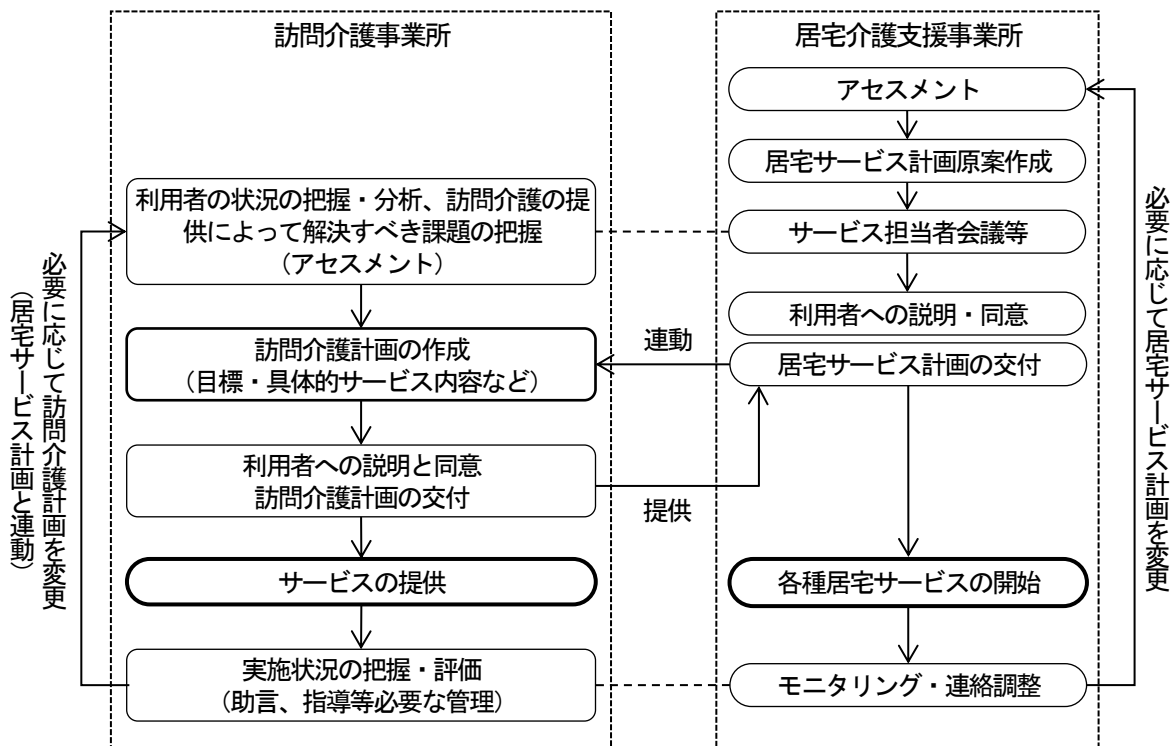 訪問介護事業所
利用者の状況の把握・分析、訪問介護の提
供によって解決すべき課題の把握
(アセスメント)
訪問介護計画の作成
(目標・具体的サービス内容など)
利用者への説明と同意
訪問介護計画の交付
サービスの提供
実施状況の把握・評価
(助言、指導等必要な管理)
必要に応じて訪問介護計画を変更
(居宅サービス計画と連動)
連動
提供
居宅介護支援事業所
アセスメント
居宅サービス計画原案作成
サービス担当者会議等
利用者への説明・同意
居宅サービス計画の交付
各種居宅サービスの開始
モニタリング・連絡調整
必要に応じて居宅サービス計画を変更